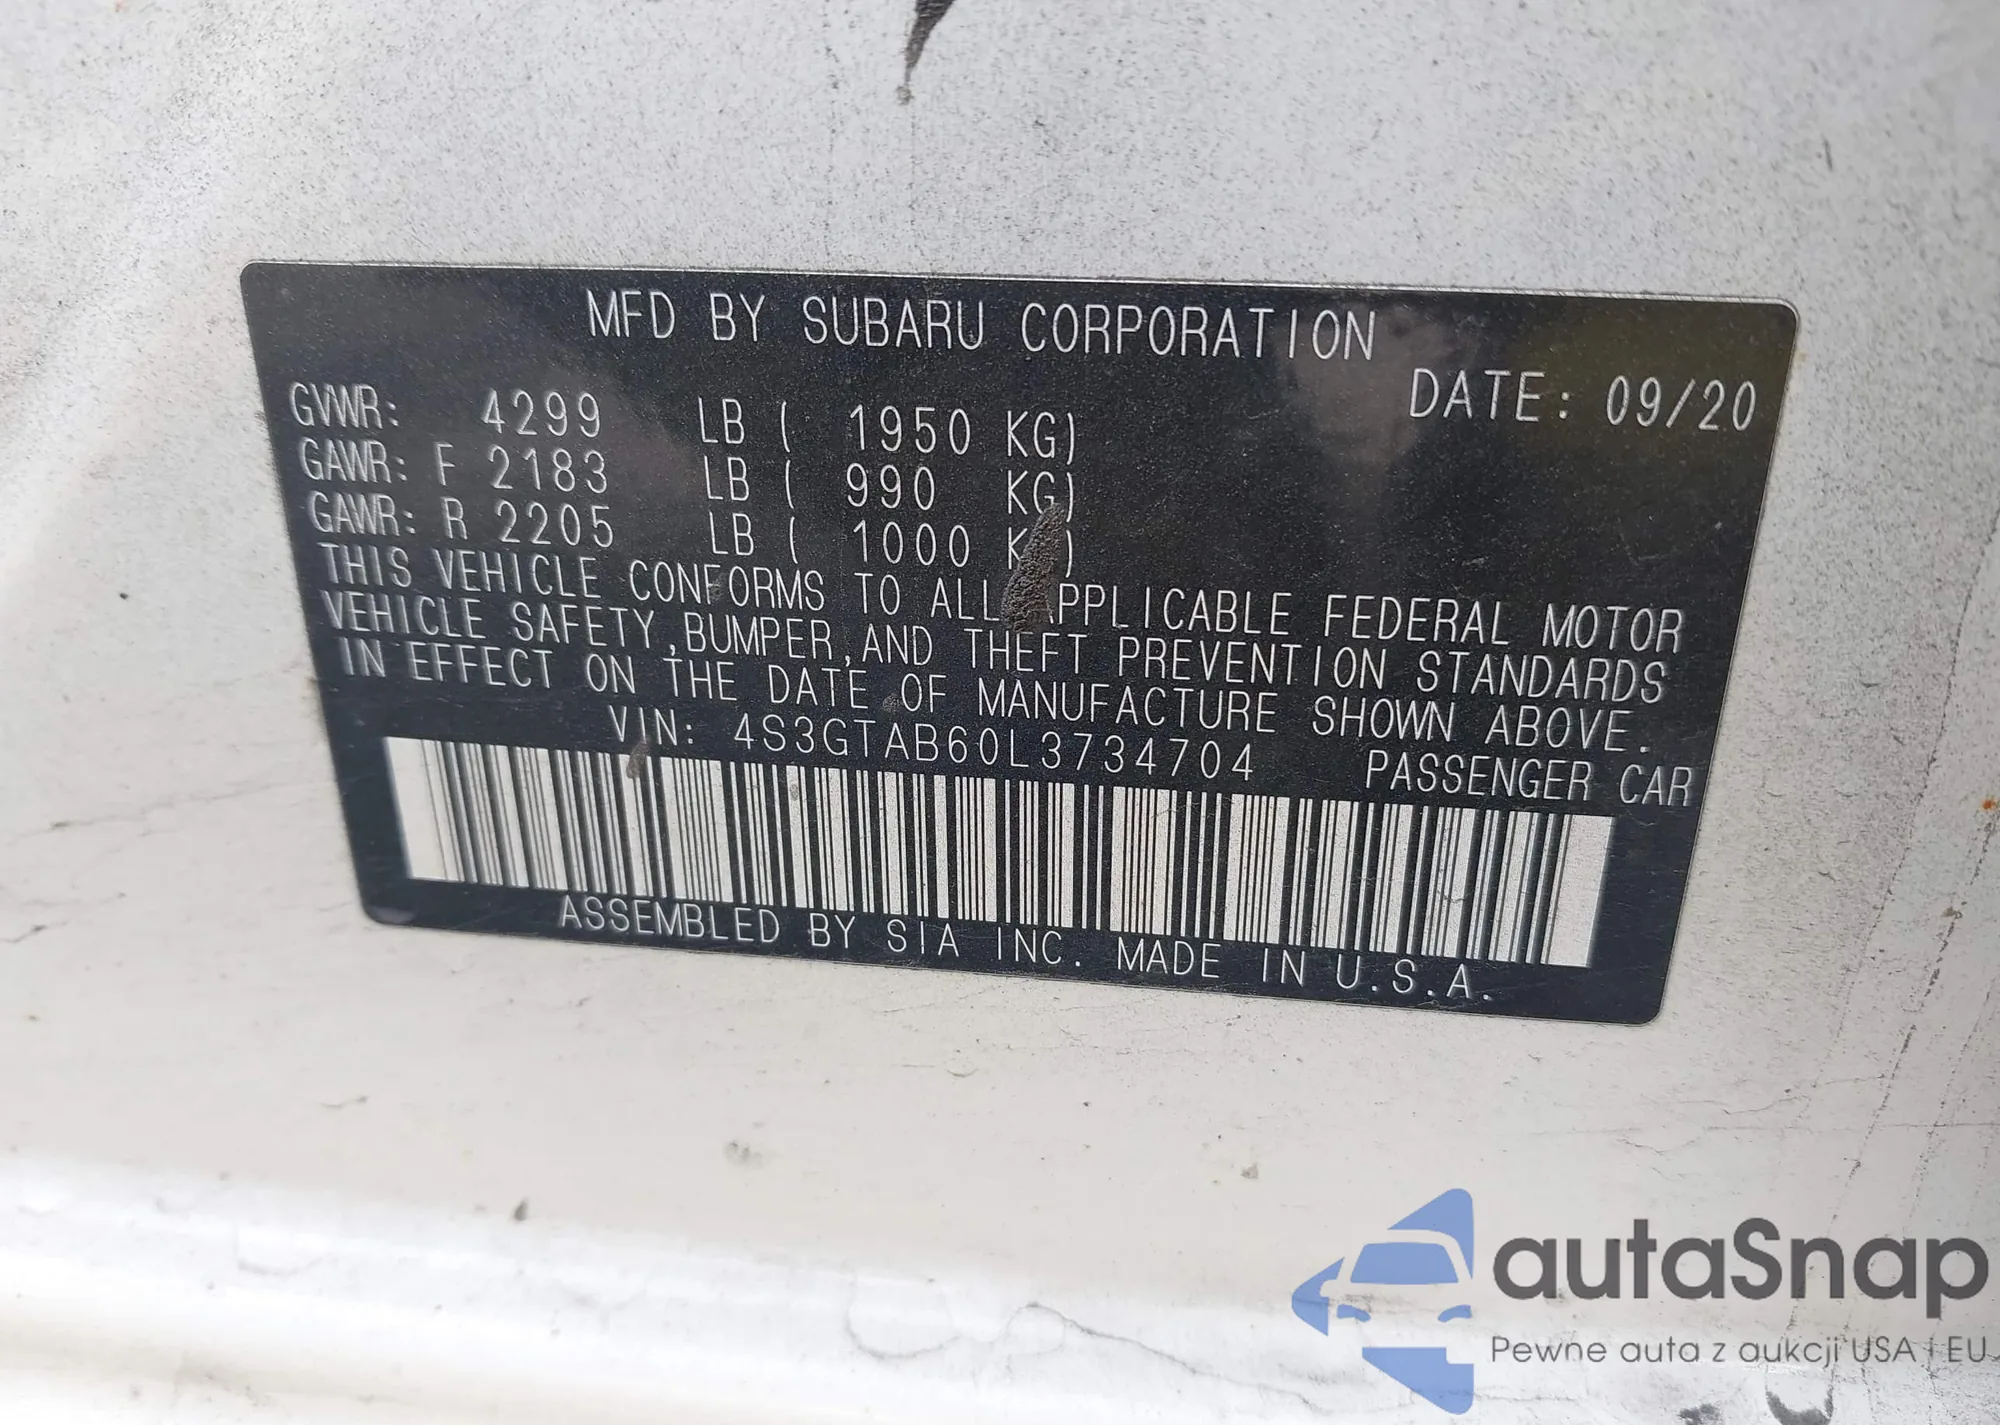 MFD BY SUBARU CORPORATION
DATE: 09/20
GVWR: 4299 LB ( 1950 KG)
GAWR: F 2183 LB ( 990 KG)
GAWR: R 2205 LB ( 1000 K )
THIS VEHICLE CONFORMS TO ALL APPLICABLE FEDERAL MOTOR
VEHICLE SAFETY,BUMPER,AND THEFT PREVENTION STANDARDS
IN EFFECT ON THE DATE OF MANUFACTURE SHOWN ABOVE.
VIN: 4S3GTAB60L3734704 PASSENGER CAR
ASSEMBLED BY SIA INC. MADE IN U.S.A.
autaSnap
Pewne auta z aukcji USA i EU